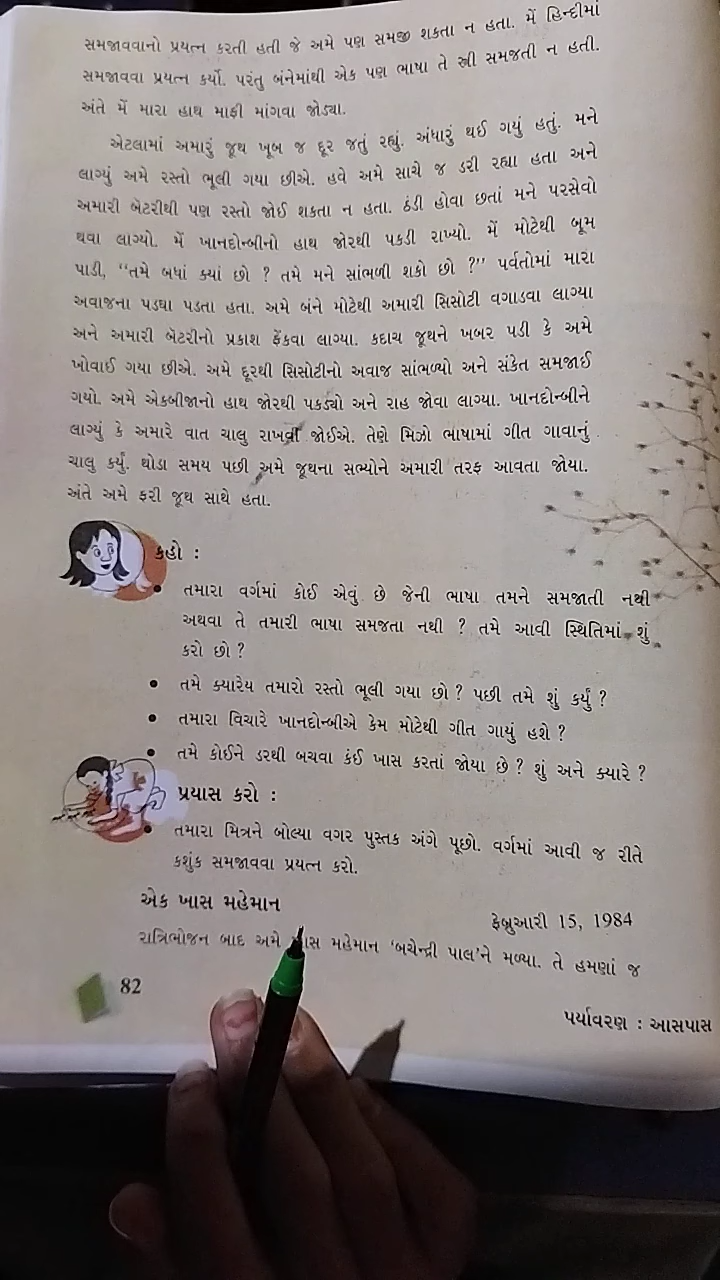 સમજાવવાનો પ્રયત્ન કરતી હતી જે અમે પણ સમજી શકતા ન હતા. મેં હિન્દીમાં
સમજાવવા પ્રયત્ન કર્યો. પરંતુ બંનેમાંથી એક પણ ભાષા તે સ્ત્રી સમજતી ન હતી.
અંતે મેં મારા હાથ માફી માંગવા જોડ્યા.
એટલામાં અમારું જૂથ ખૂબ જ દૂર જતું રહ્યું. અંધારું થઈ ગયું હતું. મને
લાગ્યું અમે રસ્તો ભૂલી ગયા છીએ. હવે અમે સાચે જ ડરી રહ્યા હતા અને
અમારી બૅટરીથી પણ રસ્તો જોઈ શકતા ન હતા. ઠંડી હોવા છતાં મને પરસેવો
થવા લાગ્યો. મેં ખાનદોન્બીનો હાથ જોરથી પકડી રાખ્યો. મેં મોટેથી બૂમ
પાડી, “તમે બધાં ક્યાં છો ? તમે મને સાંભળી શકો છો ?” પર્વતોમાં મારા
અવાજના પડઘા પડતા હતા. અમે બંને મોટેથી અમારી સિસોટી વગાડવા લાગ્યા
અને અમારી બૅટરીનો પ્રકાશ ફેંકવા લાગ્યા. કદાચ જૂથને ખબર પડી કે અમે
ખોવાઈ ગયા છીએ. અમે દૂરથી સિસોટીનો અવાજ સાંભળ્યો અને સંકેત સમજાઈ
ગયો. અમે એકબીજાનો હાથ જોરથી પકડ્યો અને રાહ જોવા લાગ્યા. ખાનદોન્બીને
લાગ્યું કે અમારે વાત ચાલુ રાખવી જોઈએ. તેણે મિઝો ભાષામાં ગીત ગાવાનું
ચાલુ કર્યું. થોડા સમય પછી અમે જૂથના સભ્યોને અમારી તરફ આવતા જોયા.
અંતે અમે ફરી જૂથ સાથે હતા.
કહો :
• તમારા વર્ગમાં કોઈ એવું છે જેની ભાષા તમને સમજાતી નથી
અથવા તે તમારી ભાષા સમજતા નથી ? તમે આવી સ્થિતિમાં શું
કરો છો ?
• તમે ક્યારેય તમારો રસ્તો ભૂલી ગયા છો ? પછી તમે શું કર્યું ?
• તમારા વિચારે ખાનદોન્બીએ કેમ મોટેથી ગીત ગાયું હશે ?
• તમે કોઈને ડરથી બચવા કંઈ ખાસ કરતાં જોયા છે ? શું અને ક્યારે ?
પ્રયાસ કરો :
• તમારા મિત્રને બોલ્યા વગર પુસ્તક અંગે પૂછો. વર્ગમાં આવી જ રીતે
કશુંક સમજાવવા પ્રયત્ન કરો.
એક ખાસ મહેમાન
ફેબ્રુઆરી 15, 1984
રાત્રિભોજન બાદ અમે ખાસ મહેમાન ‘બચેન્દ્રી પાલ’ને મળ્યા. તે હમણાં જ
82
પર્યાવરણ : આસપાસ